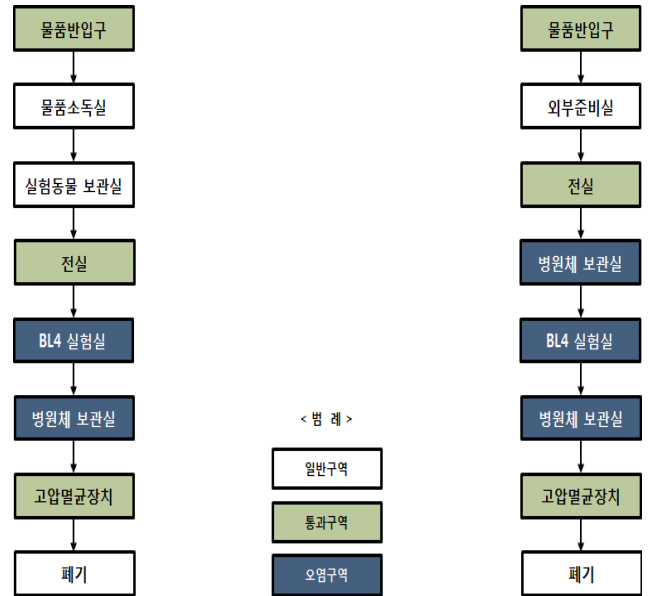 물품반입구
물품소독실
실험동물 보관실
전실
BL4 실험실
병원체 보관실
고압멸균장치
폐기
< 범 례 >
일반구역
통과구역
오염구역
물품반입구
외부준비실
전실
병원체 보관실
BL4 실험실
병원체 보관실
고압멸균장치
폐기